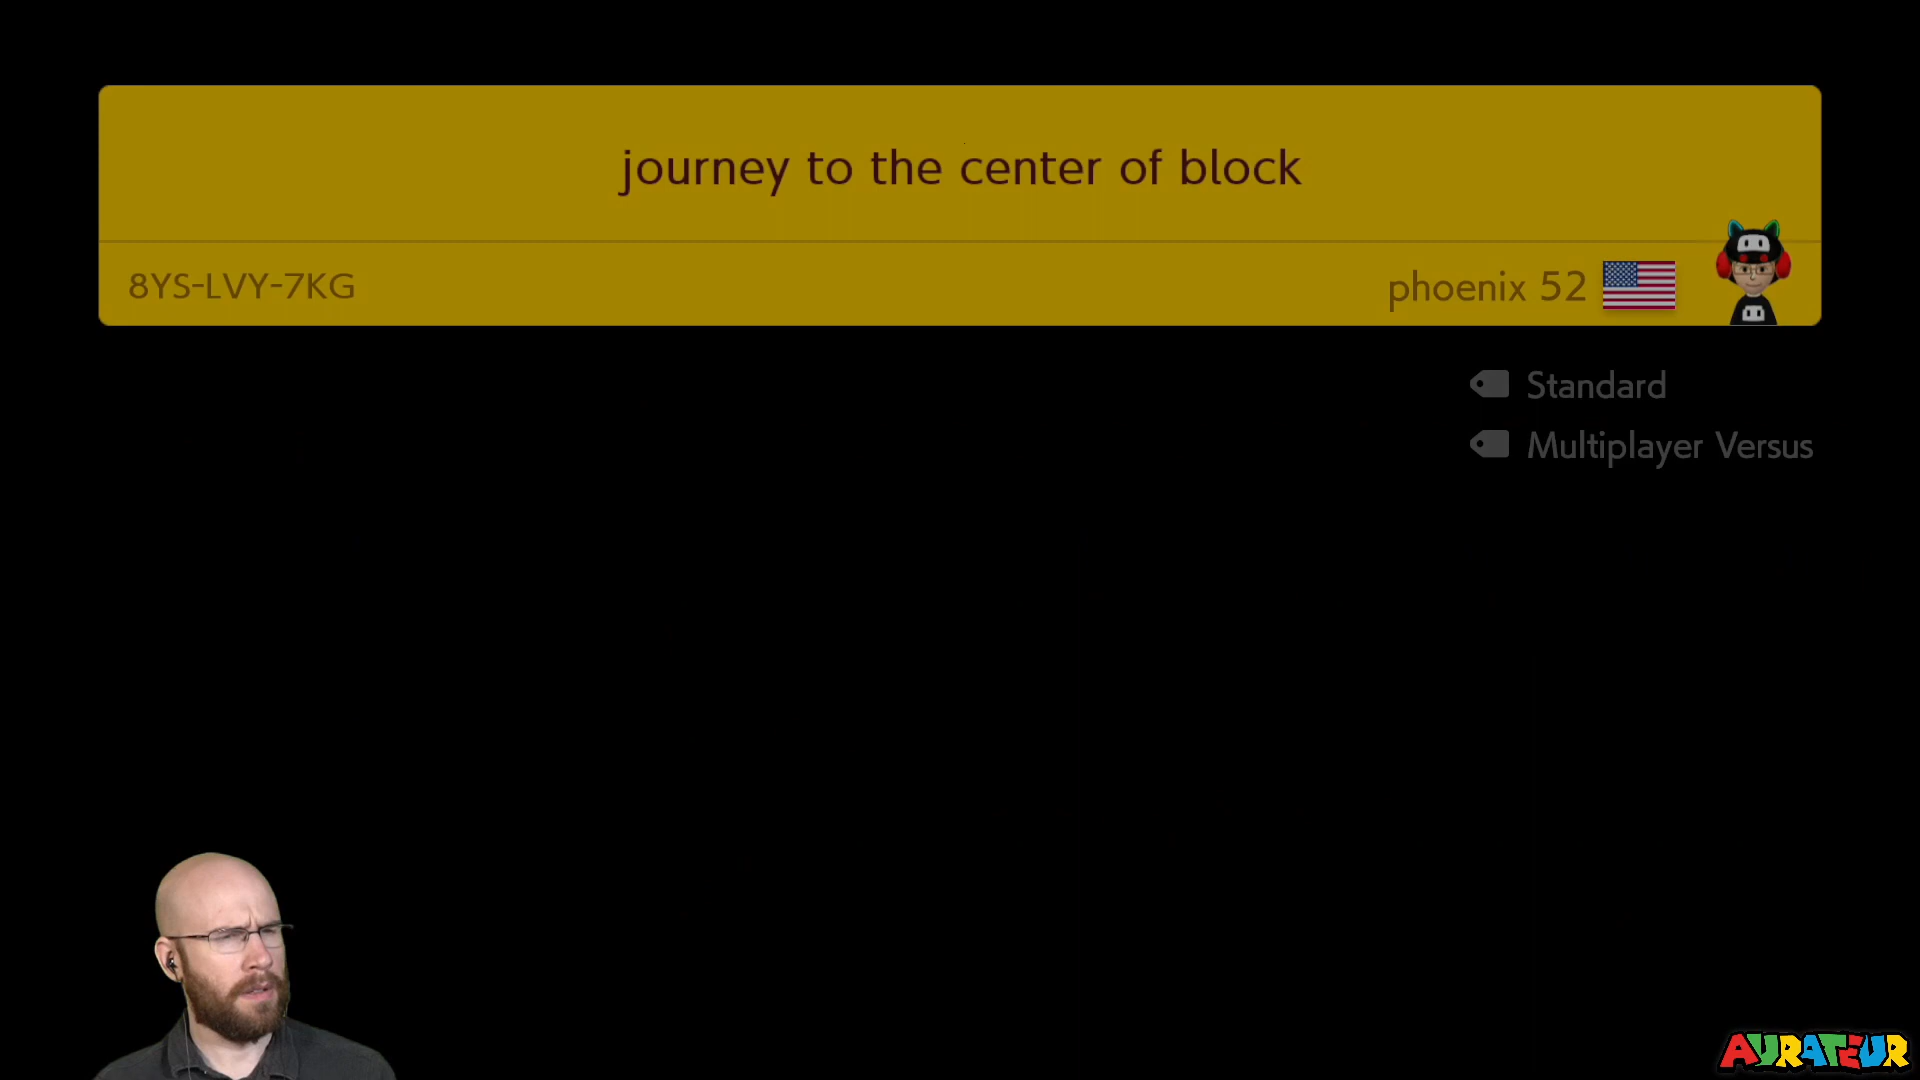 journey to the center of block
8YS-LVY-7KG
phoenix 52
Standard
Multiplayer Versus
AURATEUR